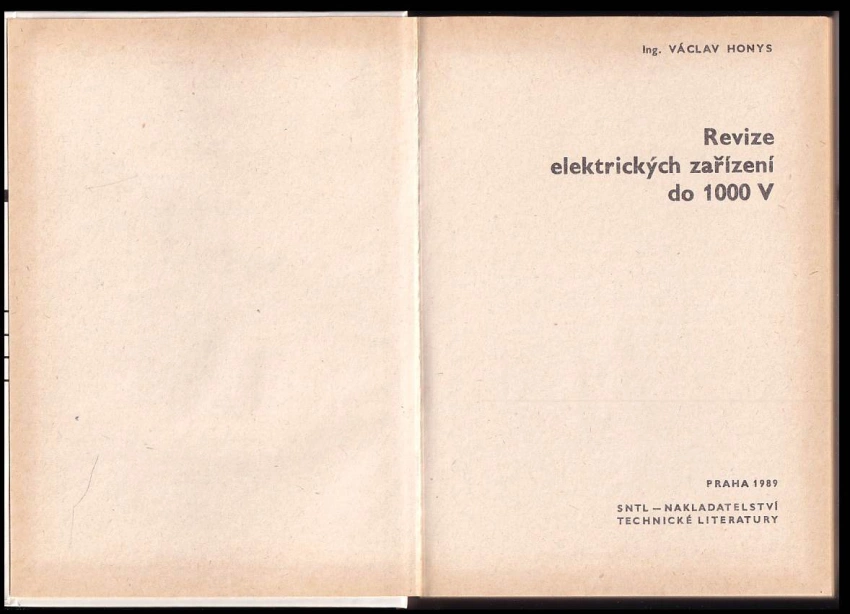 Ing. VÁCLAV HONYS
Revize
elektrických zařízení
do 1000 V
PRAHA 1989
SNTL — NAKLADATELSTVÍ
TECHNICKÉ LITERATURY